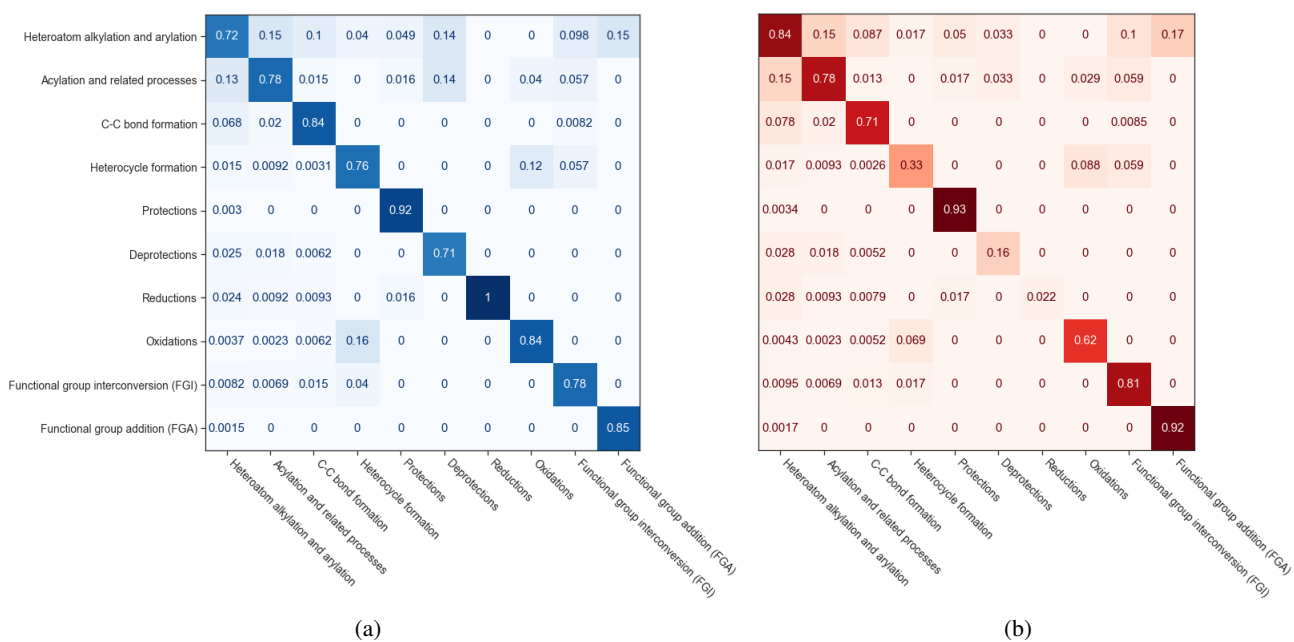 Heteroatom alkylation and arylation 0.72 0.15 0.1 0.04 0.049 0.14 0 0 0.098 0.15 0.84 0.15 0.087 0.017 0.05 0.033 0 0 0.1 0.17
Acylation and related processes 0.13 0.78 0.015 0 0.016 0.14 0 0.04 0.057 0 0.15 0.78 0.013 0 0.017 0.033 0 0.029 0.059 0
C-C bond formation 0.068 0.02 0.84 0 0 0 0 0 0.0082 0 0.078 0.02 0.71 0 0 0 0 0 0.0085 0
Heterocycle formation 0.015 0.0092 0.0031 0.76 0 0 0 0.12 0.057 0 0.017 0.0093 0.0026 0.33 0 0 0 0.088 0.059 0
Protections 0.003 0 0 0 0.92 0 0 0 0 0 0.0034 0 0 0 0.93 0 0 0 0 0
Deprotections 0.025 0.018 0.0062 0 0 0.71 0 0 0 0 0.028 0.018 0.0052 0 0 0.16 0 0 0 0
Reductions 0.024 0.0092 0.0093 0 0.016 0 1 0 0 0 0.028 0.0093 0.0079 0 0.017 0 0.022 0 0 0
Oxidations 0.0037 0.0023 0.0062 0.16 0 0 0 0.84 0 0 0.0043 0.0023 0.0052 0.069 0 0 0 0.62 0 0
Functional group interconversion (FGI) 0.0082 0.0069 0.015 0.04 0 0 0 0 0.78 0 0.0095 0.0069 0.013 0.017 0 0 0 0 0.81 0
Functional group addition (FGA) 0.0015 0 0 0 0 0 0 0 0 0.85 0.0017 0 0 0 0 0 0 0 0 0.92
Heteroatom alkylation and arylation
Acylation and related processes
C-C bond formation
Heterocycle formation
Protections
Deprotections
Reductions
Oxidations
Functional group interconversion (FGI)
Functional group addition (FGA)
Heteroatom alkylation and arylation
Acylation and related processes
C-C bond formation
Heterocycle formation
Protections
Deprotections
Reductions
Oxidations
Functional group interconversion (FGI)
Functional group addition (FGA)
(a)
(b)